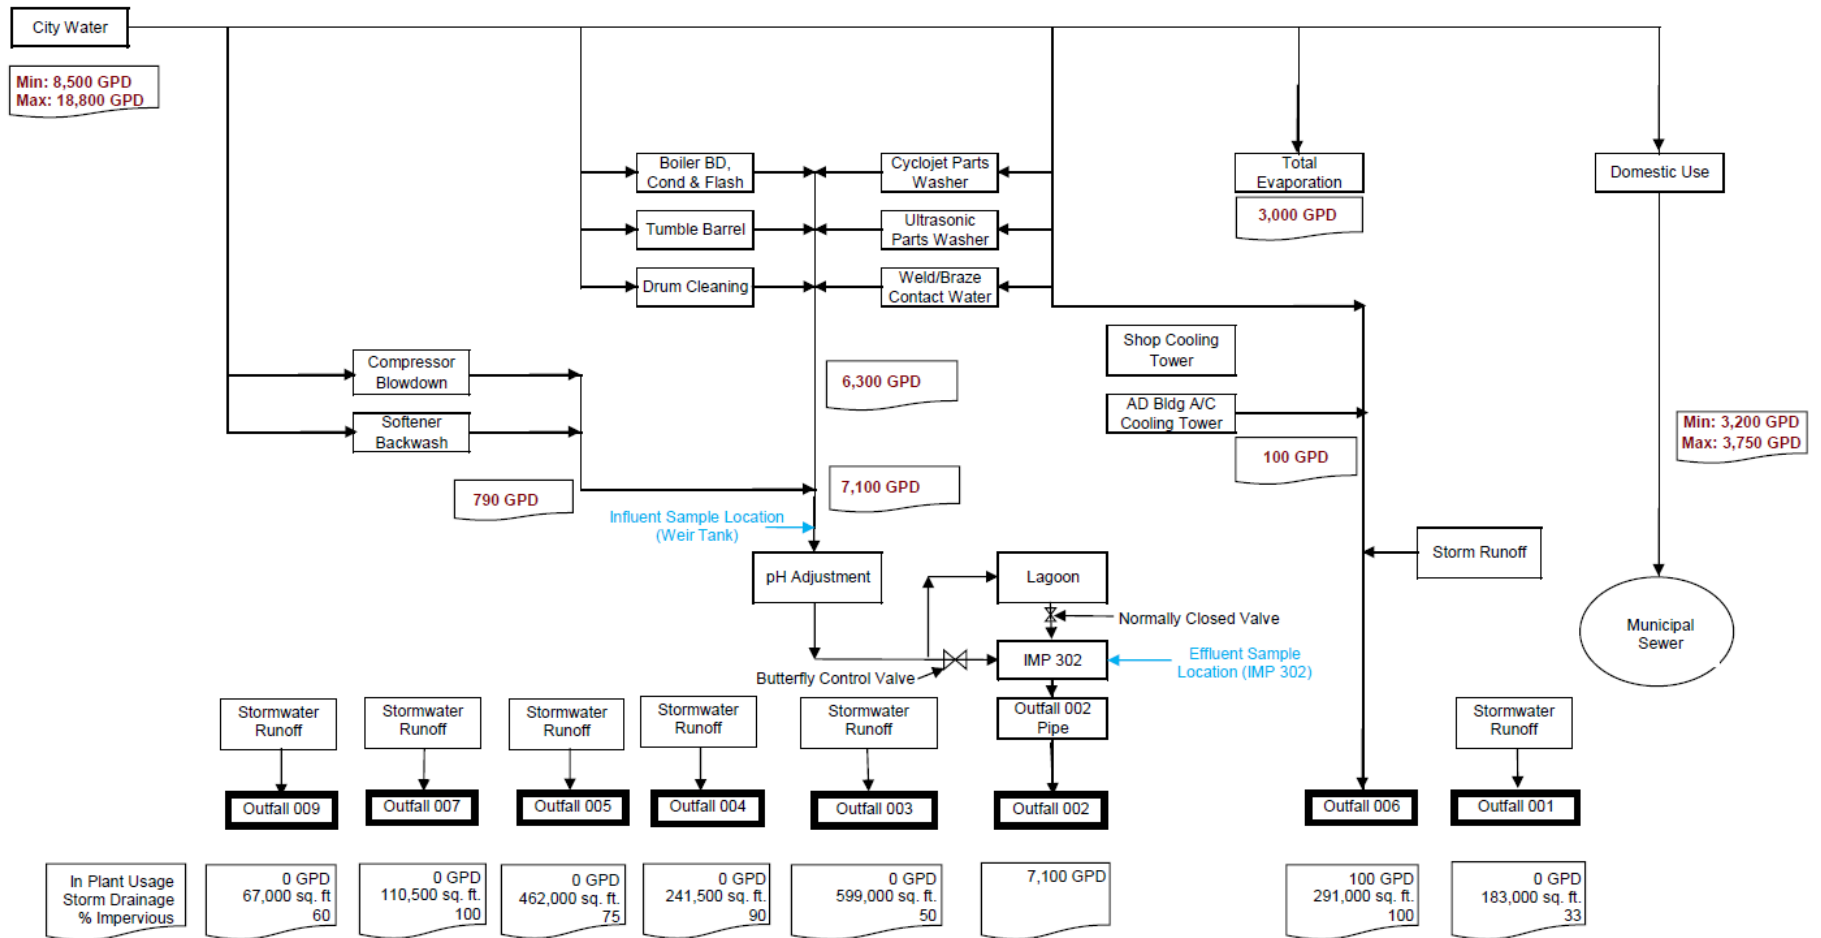 City Water
Min: 8,500 GPD
Max: 18,800 GPD
Boiler BD,
Cond & Flash
Cyclojet Parts
Washer
Total
Evaporation
Domestic Use
3,000 GPD
Tumble Barrel
Ultrasonic
Parts Washer
Drum Cleaning
Weld/Braze
Contact Water
Shop Cooling
Tower
Compressor
Blowdown
6,300 GPD
AD Bldg A/C
Cooling Tower
Softener
Backwash
Min: 3,200 GPD
Max: 3,750 GPD
100 GPD
790 GPD
7,100 GPD
Influent Sample Location
(Weir Tank)
Storm Runoff
pH Adjustment
Lagoon
Normally Closed Valve
Municipal
Sewer
IMP 302
Effluent Sample
Location (IMP 302)
Butterfly Control Valve
Stormwater
Runoff
Stormwater
Runoff
Stormwater
Runoff
Stormwater
Runoff
Stormwater
Runoff
Outfall 002
Pipe
Stormwater
Runoff
Outfall 009
Outfall 007
Outfall 005
Outfall 004
Outfall 003
Outfall 002
Outfall 006
Outfall 001
In Plant Usage
Storm Drainage
% Impervious
0 GPD
67,000 sq. ft
60
0 GPD
110,500 sq. ft.
100
0 GPD
462,000 sq. ft.
75
0 GPD
241,500 sq. ft.
90
0 GPD
599,000 sq. ft.
50
7,100 GPD
100 GPD
291,000 sq. ft.
100
0 GPD
183,000 sq. ft.
33